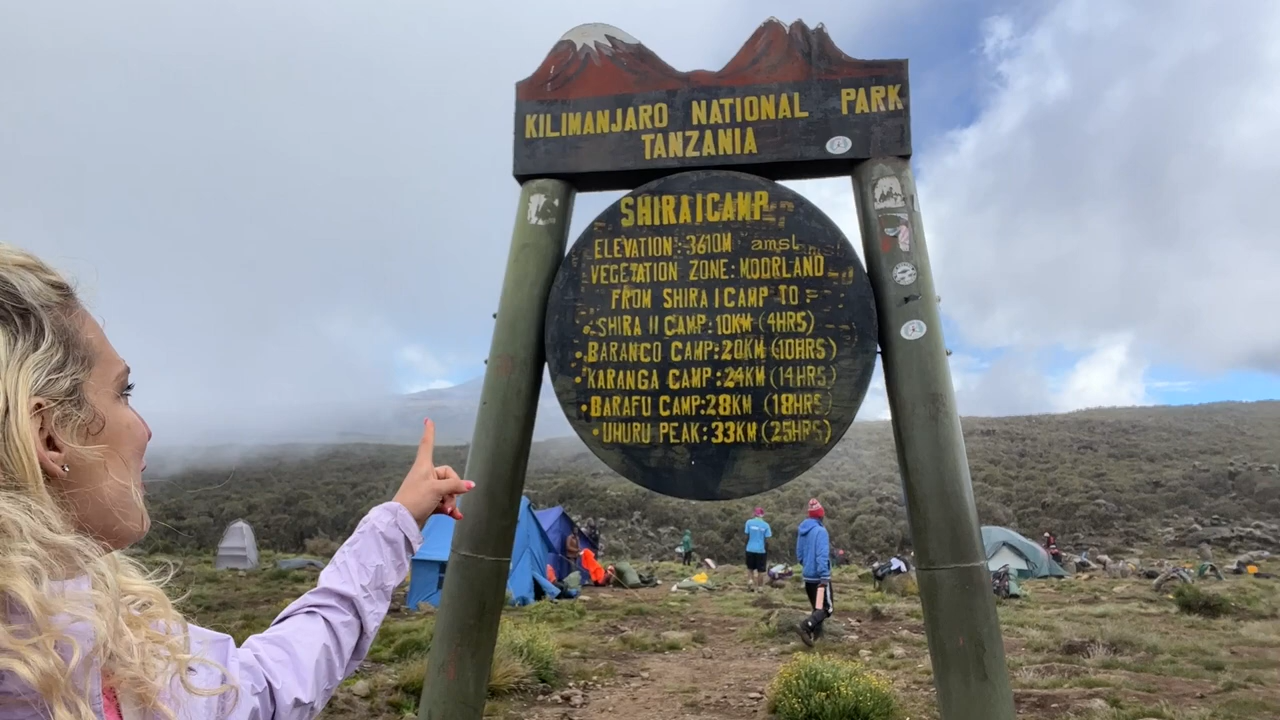 KILIMANJARO NATIONAL PARK
TANZANIA
SHIRA I CAMP
ELEVATION: 3610M amsl
VEGETATION ZONE: MOORLAND
FROM SHIRA I CAMP TO
• SHIRA II CAMP: 10KM (4HRS)
• BARANCO CAMP: 20KM (10HRS)
• KARANGA CAMP: 24KM (14HRS)
• BARAFU CAMP: 28KM (18HRS)
• UHURU PEAK: 33KM (25HRS)